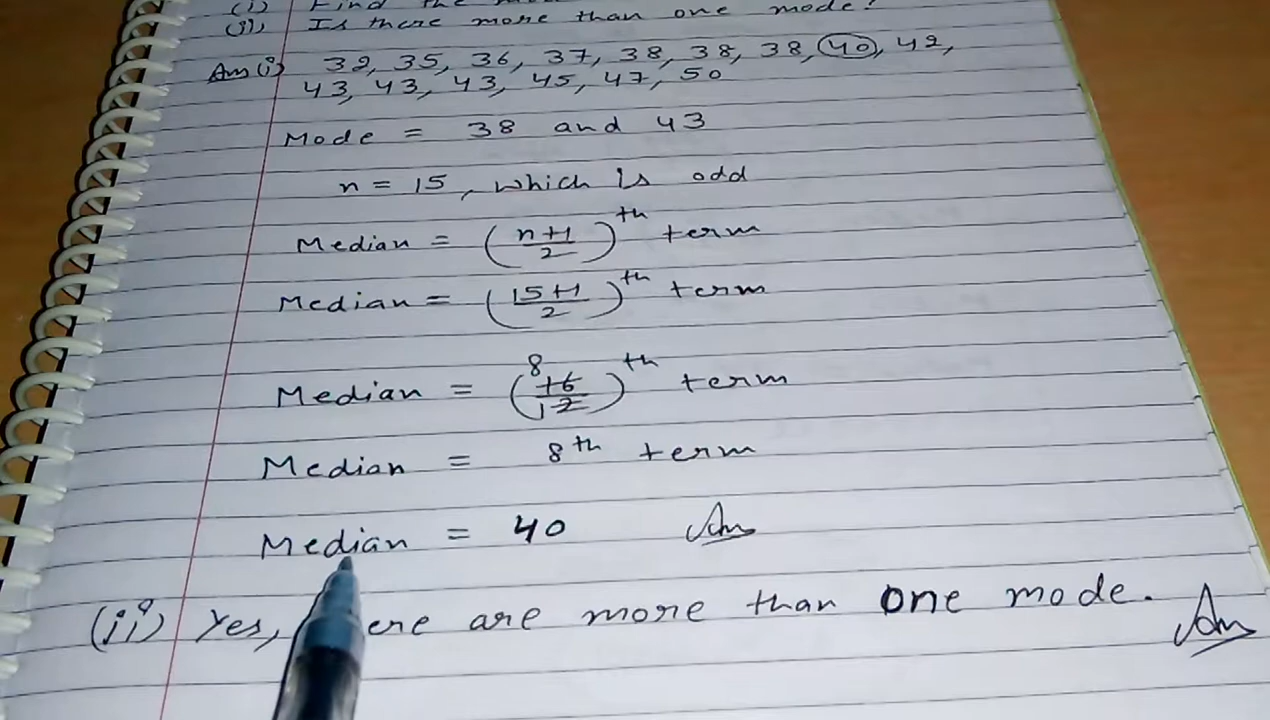 (i) Find the
(ii), Is there more than one mode?
Ans(i) 32, 35, 36, 37, 38, 38, 38, 40, 42,
43, 43, 43, 45, 47, 50
Mode = 38 and 43
n = 15, which is odd
Median = (n+1/2)th term
Median = (15+1/2)th term
Median = (16/2)th term 8 1
Median = 8th term
Median = 40 Ans
(ii) Yes, are more than one mode. Ans